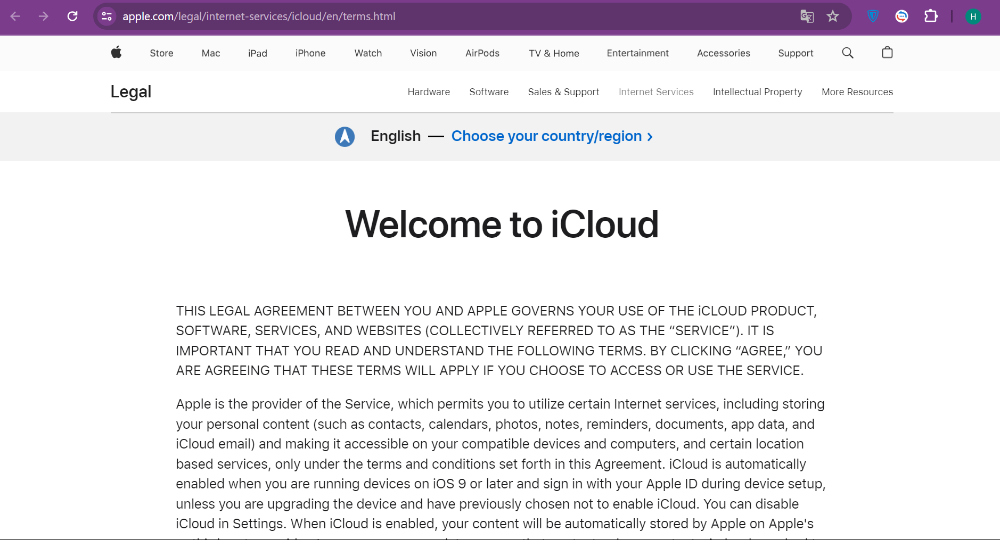 apple.com/legal/internet-services/icloud/en/terms.html
H
Store Mac iPad iPhone Watch Vision AirPods TV & Home Entertainment Accessories Support
Legal
Hardware Software Sales & Support Internet Services Intellectual Property More Resources
English — Choose your country/region ›
Welcome to iCloud
THIS LEGAL AGREEMENT BETWEEN YOU AND APPLE GOVERNS YOUR USE OF THE iCLOUD PRODUCT,
SOFTWARE, SERVICES, AND WEBSITES (COLLECTIVELY REFERRED TO AS THE “SERVICE”). IT IS
IMPORTANT THAT YOU READ AND UNDERSTAND THE FOLLOWING TERMS. BY CLICKING “AGREE,” YOU
ARE AGREEING THAT THESE TERMS WILL APPLY IF YOU CHOOSE TO ACCESS OR USE THE SERVICE.
Apple is the provider of the Service, which permits you to utilize certain Internet services, including storing
your personal content (such as contacts, calendars, photos, notes, reminders, documents, app data, and
iCloud email) and making it accessible on your compatible devices and computers, and certain location
based services, only under the terms and conditions set forth in this Agreement. iCloud is automatically
enabled when you are running devices on iOS 9 or later and sign in with your Apple ID during device setup,
unless you are upgrading the device and have previously chosen not to enable iCloud. You can disable
iCloud in Settings. When iCloud is enabled, your content will be automatically stored by Apple on Apple's